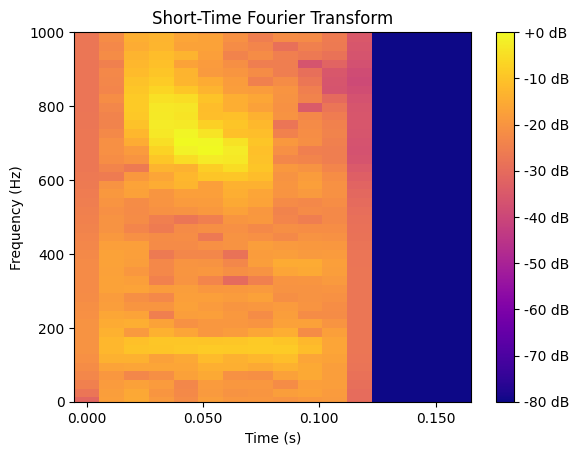 Short-Time Fourier Transform
1000
800
600
400
200
0
Frequency (Hz)
0.000
0.050
0.100
0.150
Time (s)
+0 dB
-10 dB
-20 dB
-30 dB
-40 dB
-50 dB
-60 dB
-70 dB
-80 dB